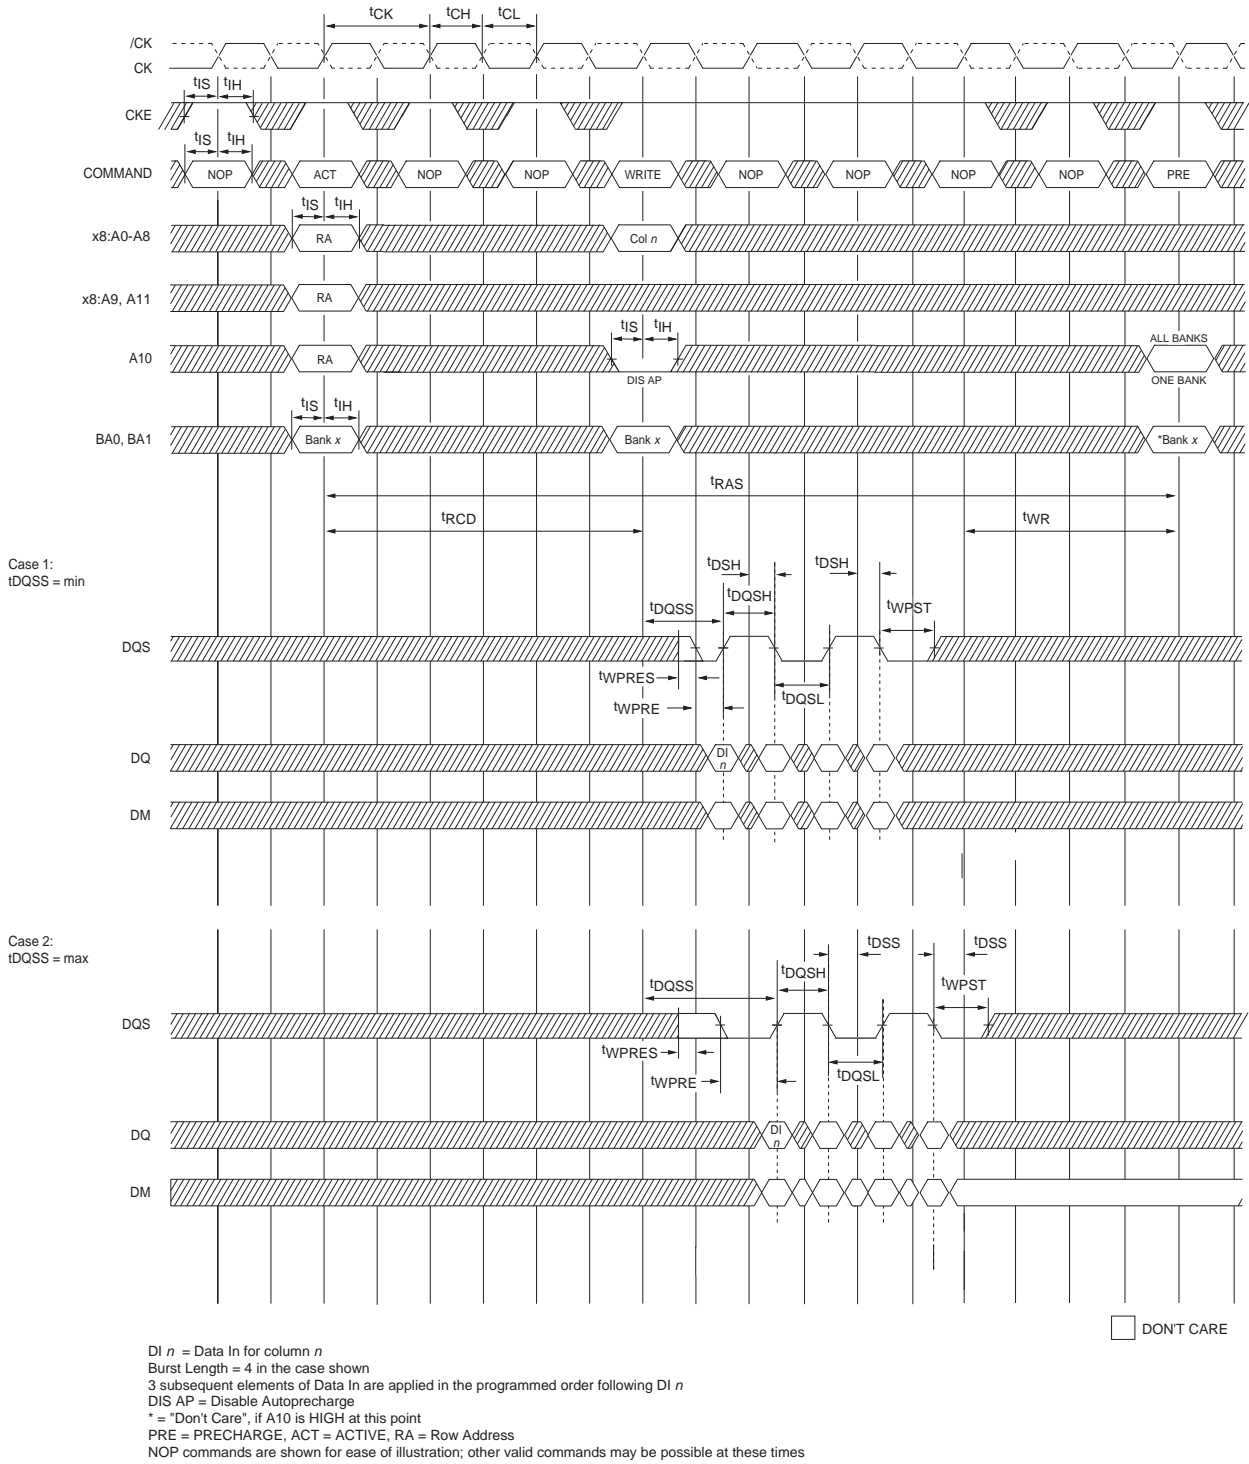 tCK tCH tCL
/CK
CK
tIS tIH
CKE
tIS tIH
COMMAND NOP ACT NOP NOP WRITE NOP NOP NOP NOP PRE
tIS tIH
x8:A0-A8 RA Col n
x8:A9, A11 RA
tIS tIH
ALL BANKS
A10 RA
DIS AP ONE BANK
tIS tIH
BA0, BA1 Bank x Bank x *Bank x
tRAS
tRCD tWR
Case 1:
tDQSS = min
tDSH tDSH
tDQSH
tDQSS tWPST
DQS
tWPRES
tDQSL
tWPRE
DQ DI n
DM
Case 2:
tDQSS = max
tDSS tDSS
tDQSH
tDQSS tWPST
DQS
tWPRES
tDQSL
tWPRE
DQ DI n
DM
DON'T CARE
DI n = Data In for column n
Burst Length = 4 in the case shown
3 subsequent elements of Data In are applied in the programmed order following DI n
DIS AP = Disable Autoprecharge
* = "Don't Care", if A10 is HIGH at this point
PRE = PRECHARGE, ACT = ACTIVE, RA = Row Address
NOP commands are shown for ease of illustration; other valid commands may be possible at these times